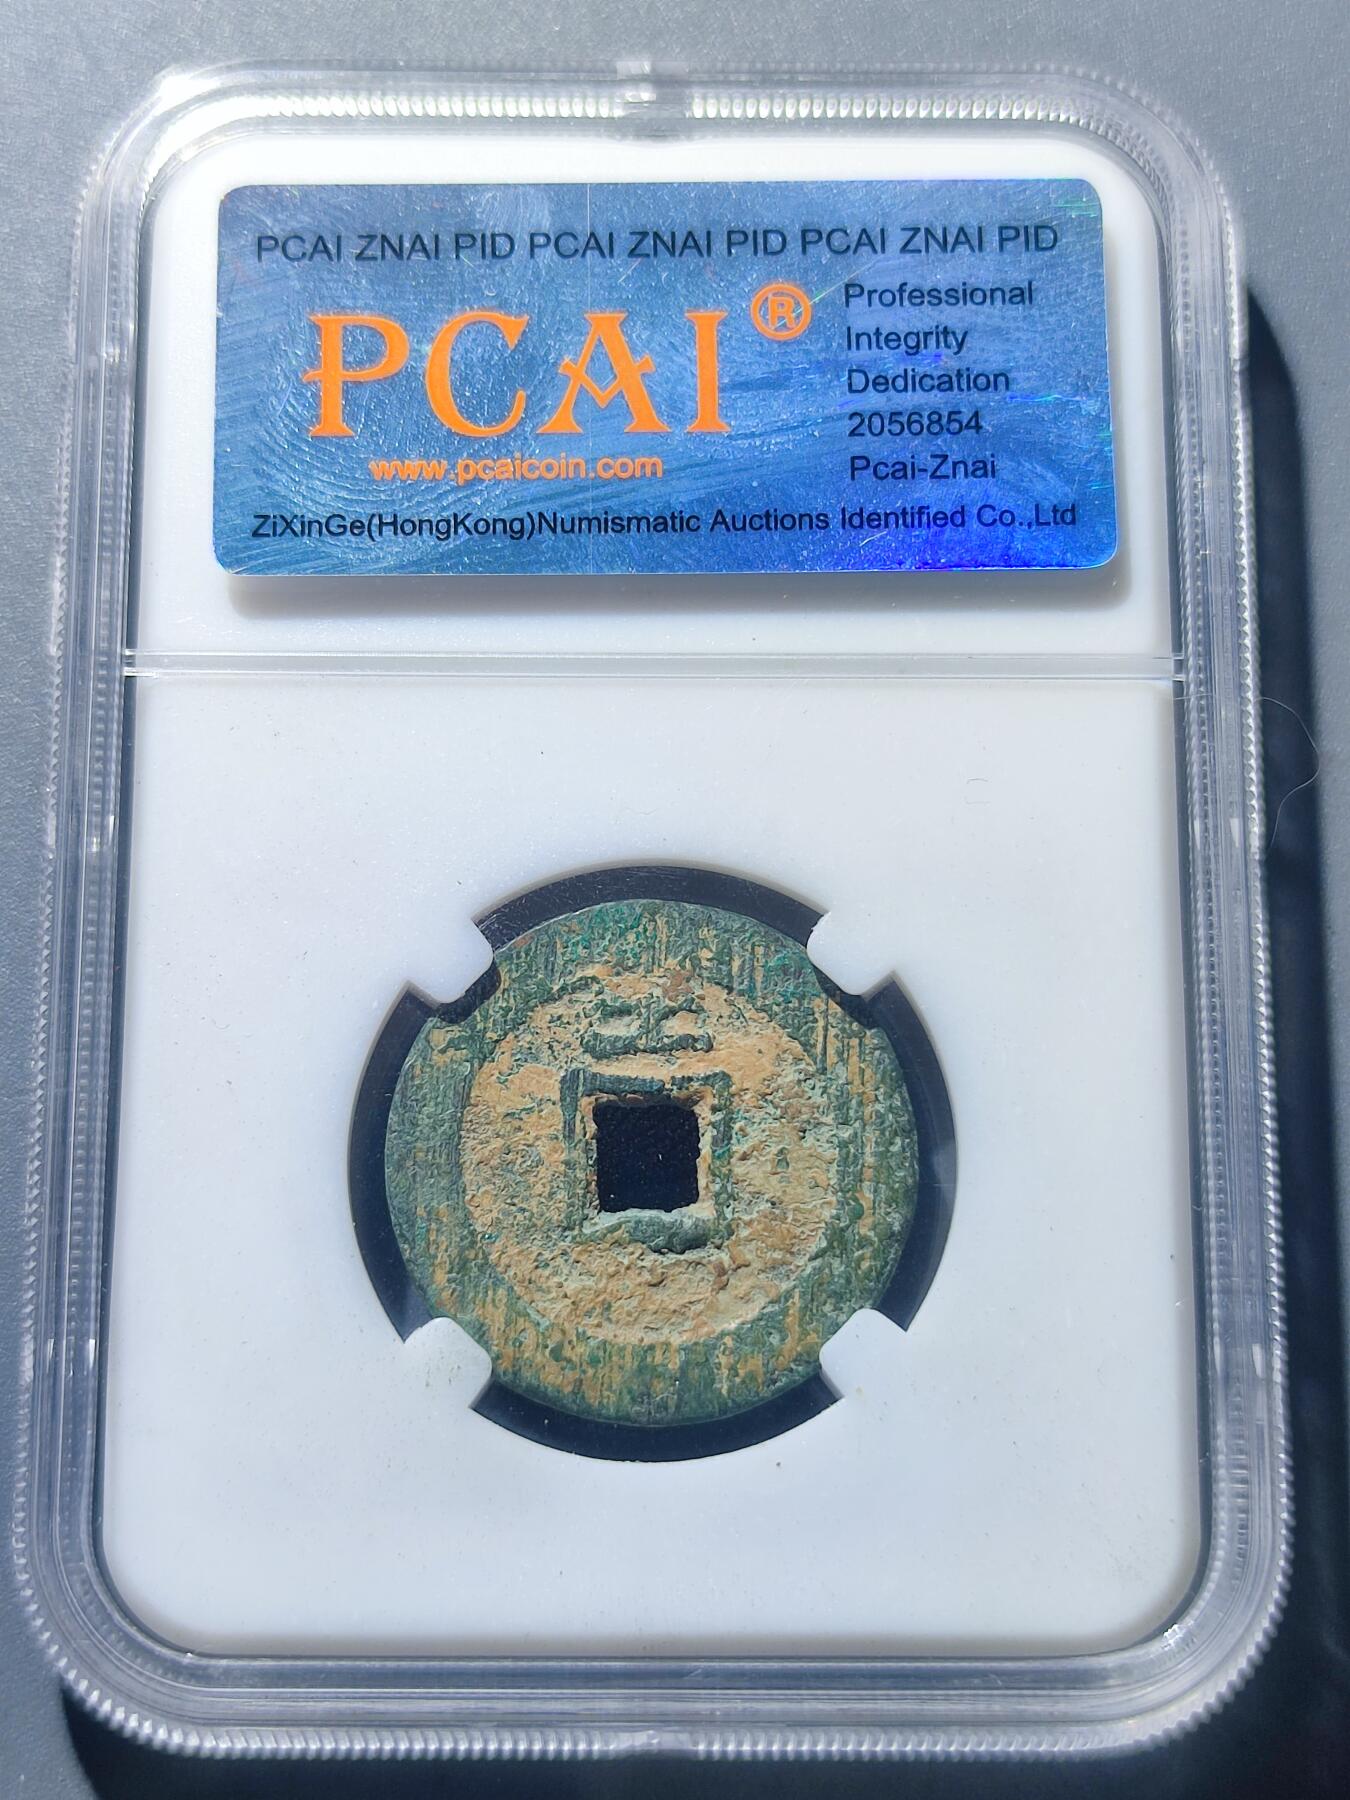 PCAI ZNAI PID PCAI ZNAI PID PCAI ZNAI PID
PCAI®
www.pcaicoin.com
Professional
Integrity
Dedication
2056854
Pcai-Znai
ZiXinGe(HongKong)Numismatic Auctions Identified Co.,Ltd